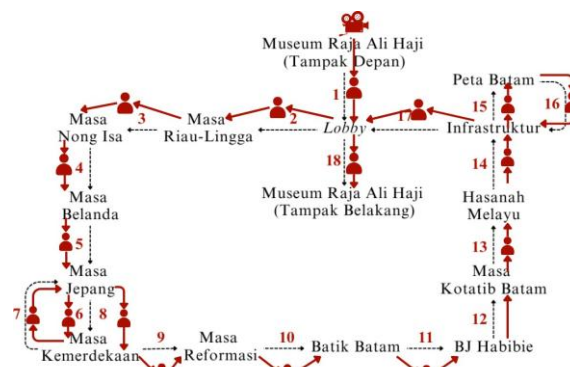 Museum Raja Ali Haji
(Tampak Depan)
1
Peta Batam
15
16
Masa
Nong Isa
3
Masa
Riau-Lingga
2
Lobby
17
Infrastruktur
4
18
14
Museum Raja Ali Haji
(Tampak Belakang)
Masa
Belanda
Hasanah
Melayu
5
13
Masa
Jepang
Masa
Kotatib Batam
7
6
8
12
Masa
Kemerdekaan
9
Masa
Reformasi
10
Batik Batam
11
BJ Habibie